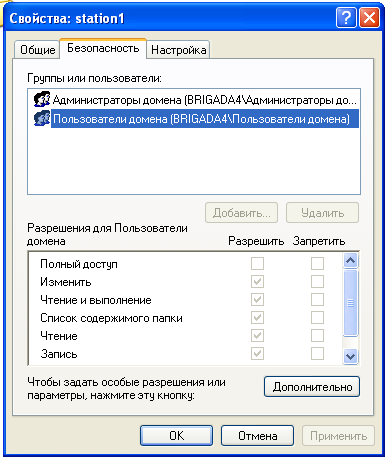 Свойства: station1
Общие Безопасность Настройка
Группы или пользователи:
Администраторы домена (BRIGADA4\Администраторы до...
Пользователи домена (BRIGADA4\Пользователи домена)
Добавить... Удалить
Разрешения для Пользователи
домена Разрешить Запретить
Полный доступ
Изменить
Чтение и выполнение
Список содержимого папки
Чтение
Запись
Чтобы задать особые разрешения или
параметры, нажмите эту кнопку: Дополнительно
OK Отмена Применить